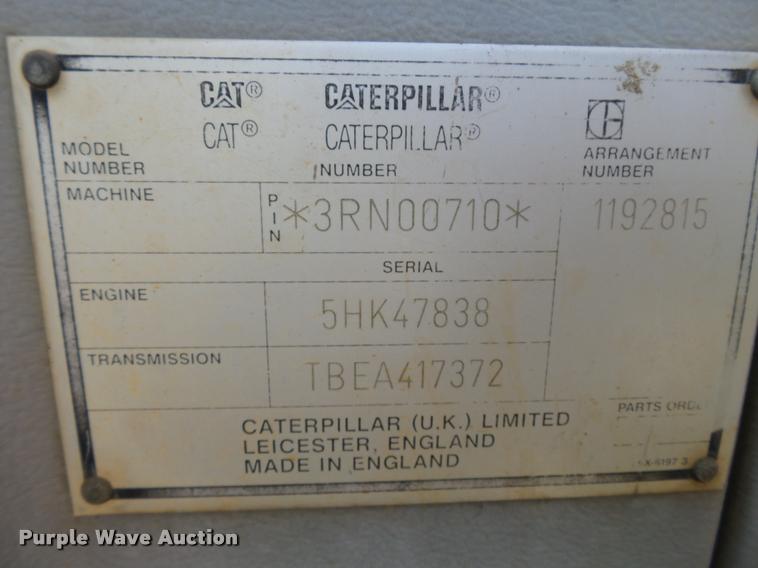 CAT® CATERPILLAR®
CAT® CATERPILLAR®
MODEL NUMBER
NUMBER
ARRANGEMENT NUMBER
MACHINE
PIN *3RN00710*
1192815
SERIAL
ENGINE
5HK47838
TRANSMISSION
TBEA417372
PARTS
CATERPILLAR (U.K.) LIMITED
LEICESTER, ENGLAND
MADE IN ENGLAND
Purple Wave Auction